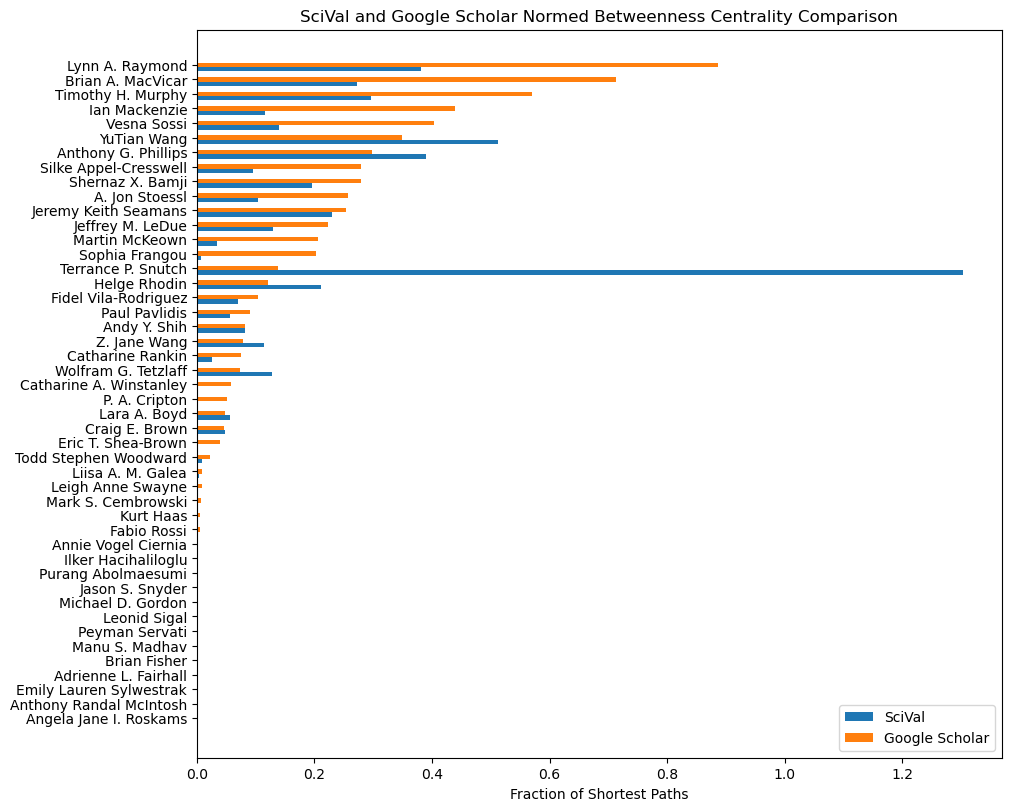 SciVal and Google Scholar Normed Betweenness Centrality Comparison
Lynn A. Raymond
Brian A. MacVicar
Timothy H. Murphy
Ian Mackenzie
Vesna Sossi
YuTian Wang
Anthony G. Phillips
Silke Appel-Cresswell
Shernaz X. Bamji
A. Jon Stoessl
Jeremy Keith Seamans
Jeffrey M. LeDue
Martin McKeown
Sophia Frangou
Terrance P. Snutch
Helge Rhodin
Fidel Vila-Rodriguez
Paul Pavlidis
Andy Y. Shih
Z. Jane Wang
Catharine Rankin
Wolfram G. Tetzlaff
Catharine A. Winstanley
P. A. Cripton
Lara A. Boyd
Craig E. Brown
Eric T. Shea-Brown
Todd Stephen Woodward
Liisa A. M. Galea
Leigh Anne Swayne
Mark S. Cembrowski
Kurt Haas
Fabio Rossi
Annie Vogel Ciernia
Ilker Hacihaliloglu
Purang Abolmaesumi
Jason S. Snyder
Michael D. Gordon
Leonid Sigal
Peyman Servati
Manu S. Madhav
Brian Fisher
Adrienne L. Fairhall
Emily Lauren Sylwestrak
Anthony Randal McIntosh
Angela Jane I. Roskams
SciVal
Google Scholar
0.0 0.2 0.4 0.6 0.8 1.0 1.2
Fraction of Shortest Paths